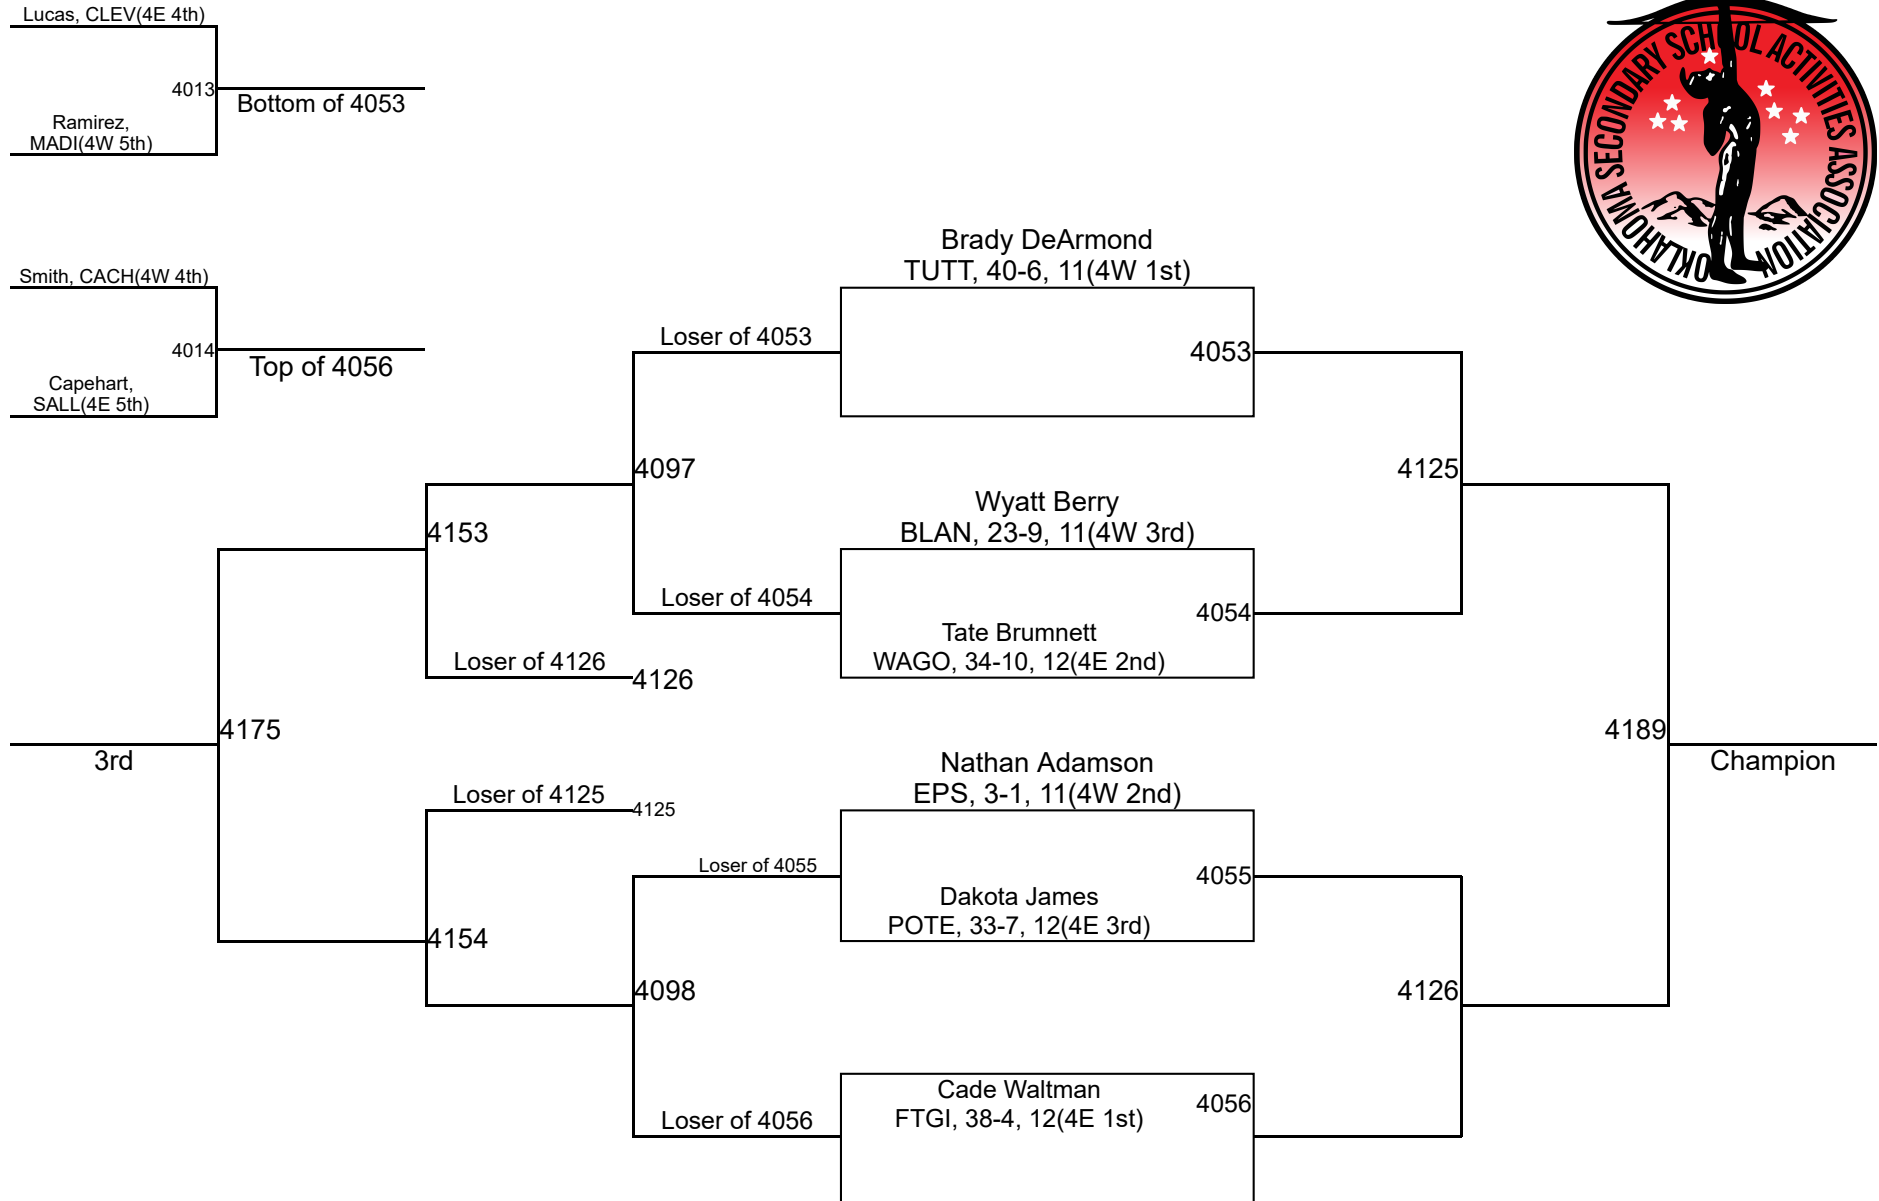 Lucas, CLEV(4E 4th)
4013
Bottom of 4053
Ramirez,
MADI(4W 5th)
OKLAHOMA SECONDARY SCHOOL ACTIVITIES ASSOCIATION
Smith, CACH(4W 4th)
4014
Top of 4056
Capehart,
SALL(4E 5th)
Brady DeArmond
TUTT, 40-6, 11(4W 1st)
Loser of 4053
4053
4097
4125
Wyatt Berry
BLAN, 23-9, 11(4W 3rd)
4153
Loser of 4054
4054
Tate Brumnett
WAGO, 34-10, 12(4E 2nd)
Loser of 4126
4126
4175
3rd
4189
Champion
Nathan Adamson
EPS, 3-1, 11(4W 2nd)
Loser of 4125
4125
Loser of 4055
4055
Dakota James
POTE, 33-7, 12(4E 3rd)
4154
4098
4126
Cade Waltman
FTGI, 38-4, 12(4E 1st)
4056
Loser of 4056